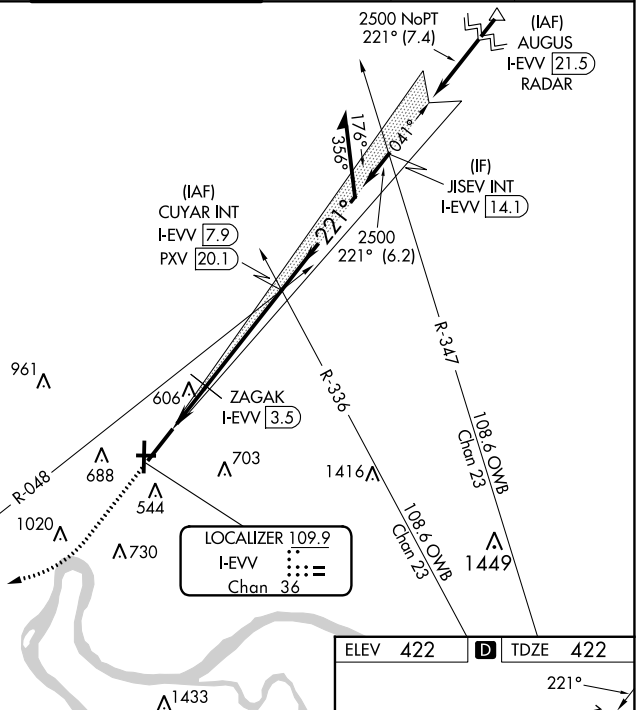 2500 NoPT
221° (7.4)
(IAF)
AUGUS
I-EVV 21.5
RADAR
176°
356°
041°
(IF)
JISEV INT
I-EVV 14.1
(IAF)
CUYAR INT
I-EVV 7.9
PXV 20.1
221°
2500
221° (6.2)
R-347
961
606
ZAGAK
I-EVV 3.5
R-336
108.6 OWB
Chan 23
R-048
688
703
1416
544
1020
730
LOCALIZER 109.9
I-EVV
Chan 36
108.6 OWB
Chan 23
1449
ELEV 422 D TDZE 422
221°
1433